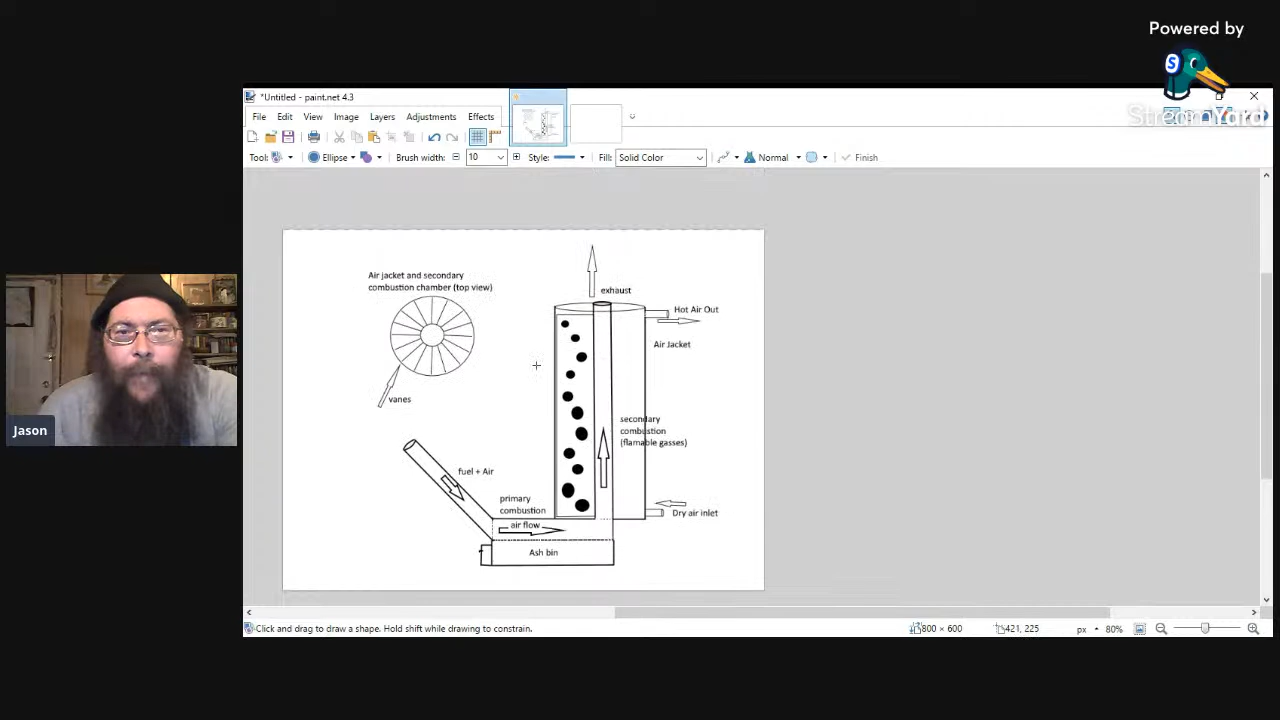 Powered by
StreamYard
*Untitled - paint.net 4.3
File Edit View Image Layers Adjustments Effects
Tool: Ellipse Brush width: 10 Style: Fill: Solid Color Normal Finish
Air jacket and secondary
combustion chamber (top view)
vanes
exhaust
Hot Air Out
Air Jacket
secondary
combustion
(flamable gasses)
fuel + Air
primary
combustion
air flow
Dry air inlet
Ash bin
Jason
Click and drag to draw a shape. Hold shift while drawing to constrain.
800 × 600
421, 225
px
80%